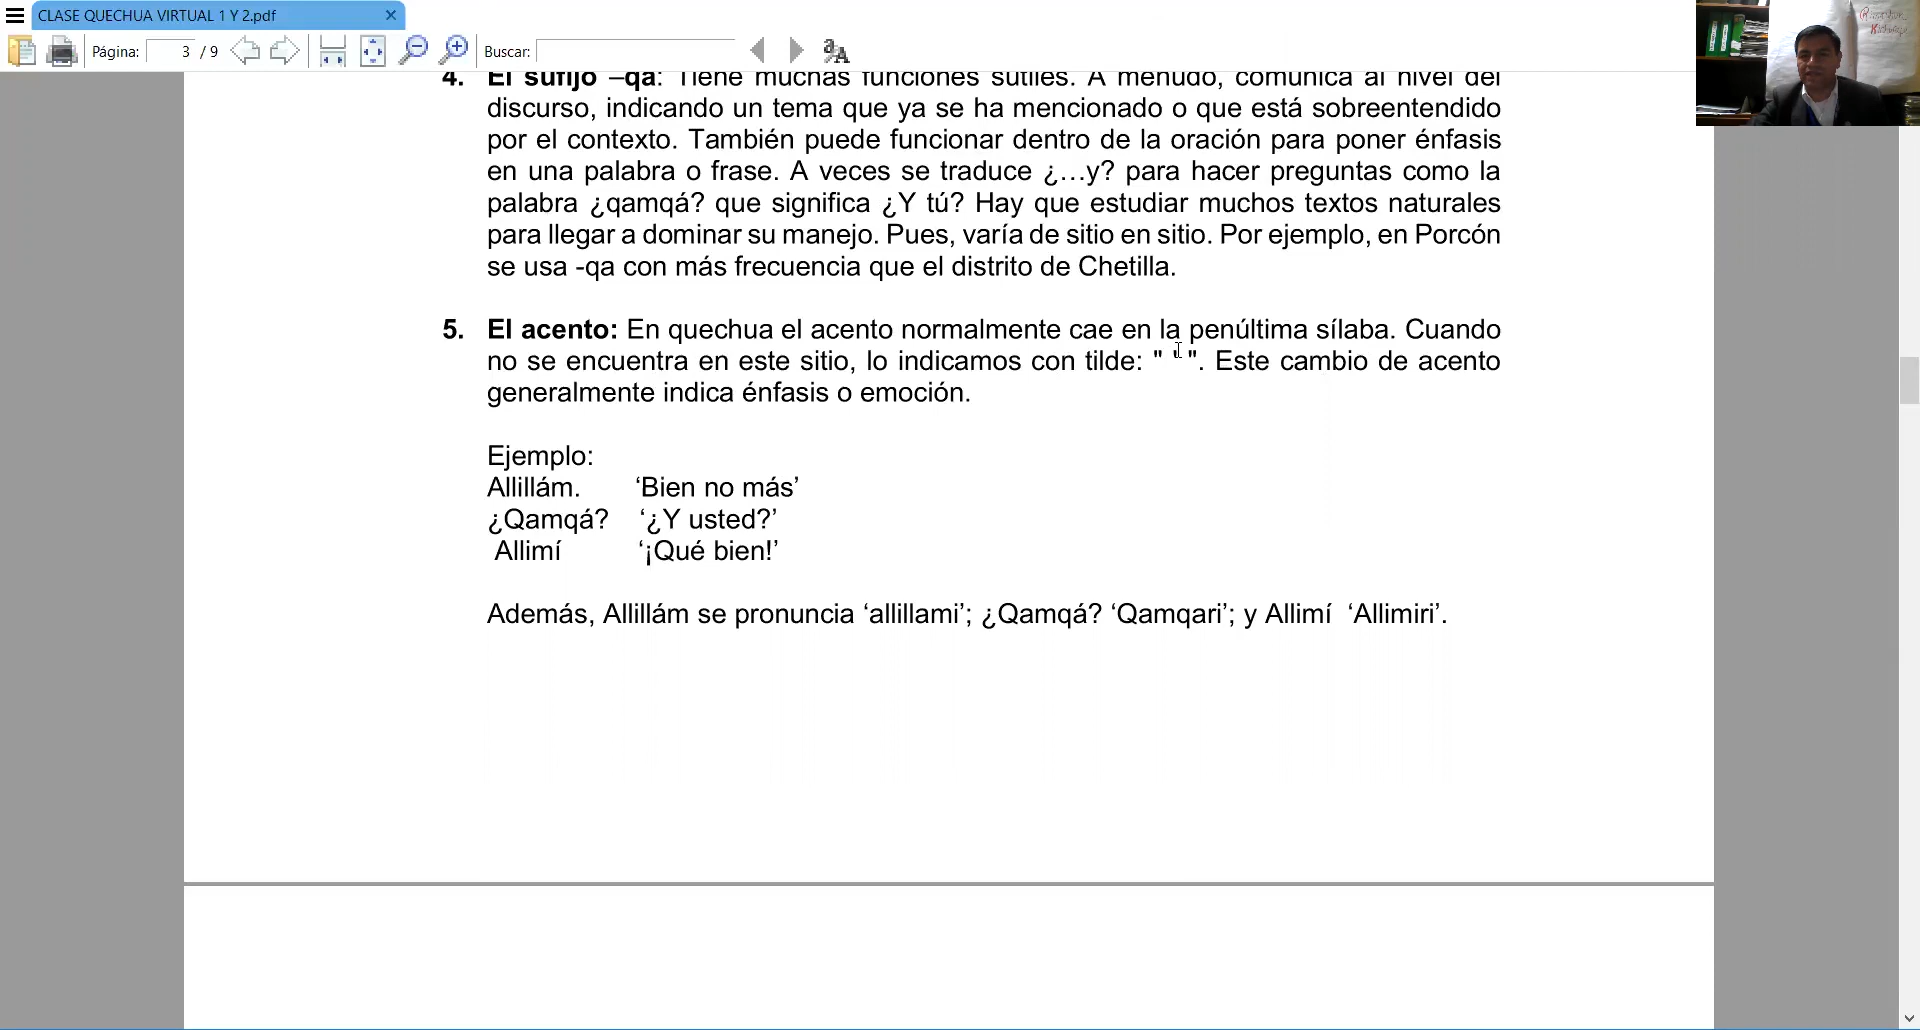 CLASE QUECHUA VIRTUAL 1 Y 2.pdf
Página: 3 / 9 Buscar:
4. El sufijo –qa: Tiene muchas funciones sutiles. A menudo, comunica al nivel del
discurso, indicando un tema que ya se ha mencionado o que está sobreentendido
por el contexto. También puede funcionar dentro de la oración para poner énfasis
en una palabra o frase. A veces se traduce ¿…y? para hacer preguntas como la
palabra ¿qamqá? que significa ¿Y tú? Hay que estudiar muchos textos naturales
para llegar a dominar su manejo. Pues, varía de sitio en sitio. Por ejemplo, en Porcón
se usa -qa con más frecuencia que el distrito de Chetilla.
5. El acento: En quechua el acento normalmente cae en la penúltima sílaba. Cuando
no se encuentra en este sitio, lo indicamos con tilde: " ' ". Este cambio de acento
generalmente indica énfasis o emoción.
Ejemplo:
Allillám. ‘Bien no más’
¿Qamqá? ‘¿Y usted?’
Allimí ‘¡Qué bien!’
Además, Allillám se pronuncia ‘allillami’; ¿Qamqá? ‘Qamqari’; y Allimí ‘Allimiri’.